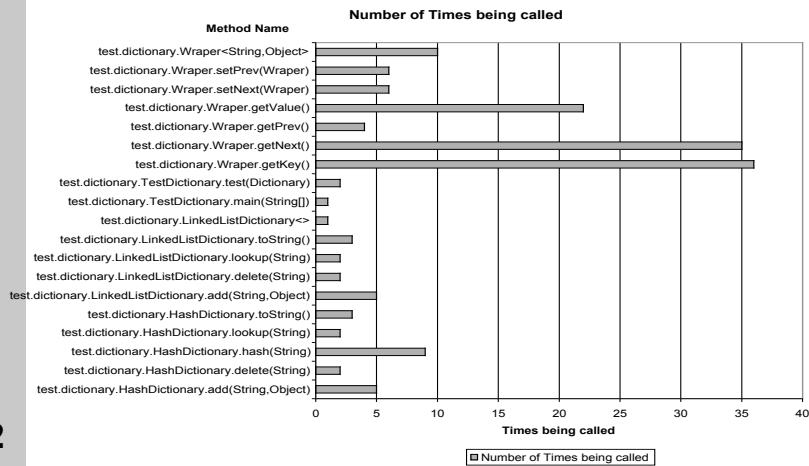 Number of Times being called
Method Name
test.dictionary.Wraper<String,Object>
test.dictionary.Wraper.setPrev(Wraper)
test.dictionary.Wraper.setNext(Wraper)
test.dictionary.Wraper.getValue()
test.dictionary.Wraper.getPrev()
test.dictionary.Wraper.getNext()
test.dictionary.Wraper.getKey()
test.dictionary.TestDictionary.test(Dictionary)
test.dictionary.TestDictionary.main(String[])
test.dictionary.LinkedListDictionary<>
test.dictionary.LinkedListDictionary.toString()
test.dictionary.LinkedListDictionary.lookup(String)
test.dictionary.LinkedListDictionary.delete(String)
test.dictionary.LinkedListDictionary.add(String,Object)
test.dictionary.HashDictionary.toString()
test.dictionary.HashDictionary.lookup(String)
test.dictionary.HashDictionary.hash(String)
test.dictionary.HashDictionary.delete(String)
test.dictionary.HashDictionary.add(String,Object)
0 5 10 15 20 25 30 35 40
Times being called
Number of Times being called
2